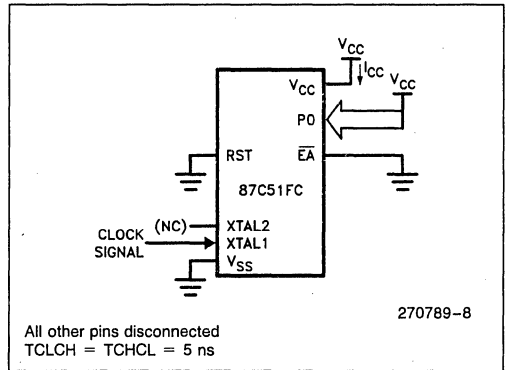 VCC
ICC
VCC
VCC
P0
RST
EA
87C51FC
(NC)
XTAL2
CLOCK SIGNAL
XTAL1
VSS
270789-8
All other pins disconnected
TCLCH = TCHCL = 5 ns